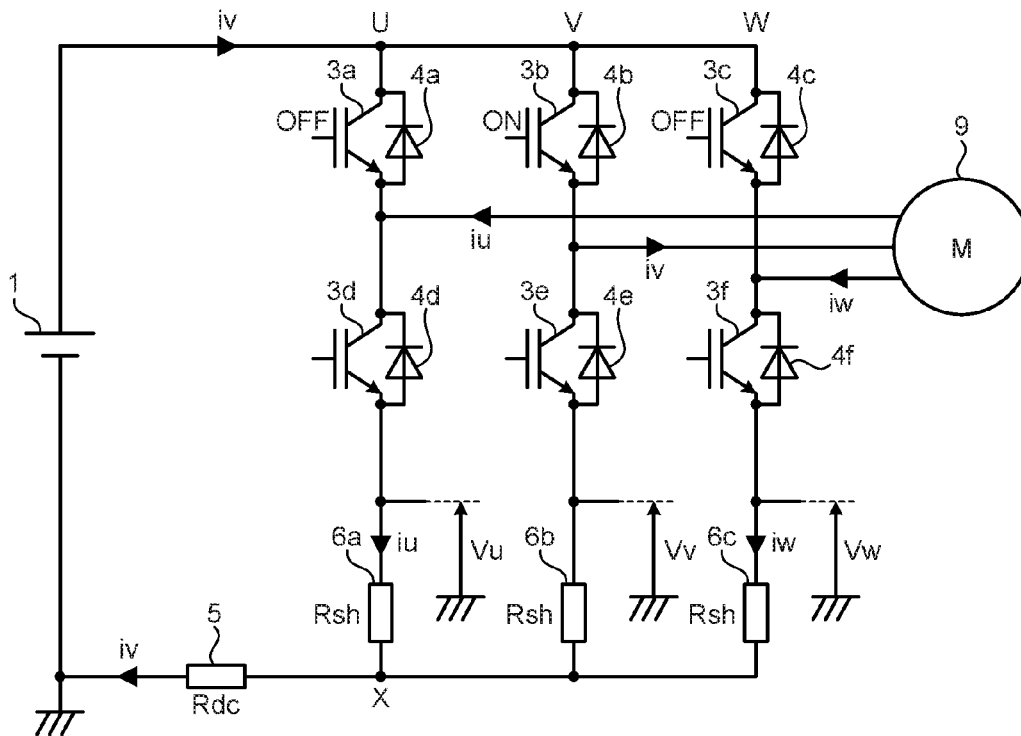 iv U V W
3a 4a 3b 4b 3c 4c
OFF ON OFF
9
M
iu
iv
iw
1
3d 4d 3e 4e 3f
4f
6a iu Vu 6b Vv 6c iw Vw
Rsh Rsh Rsh
iv 5
Rdc X